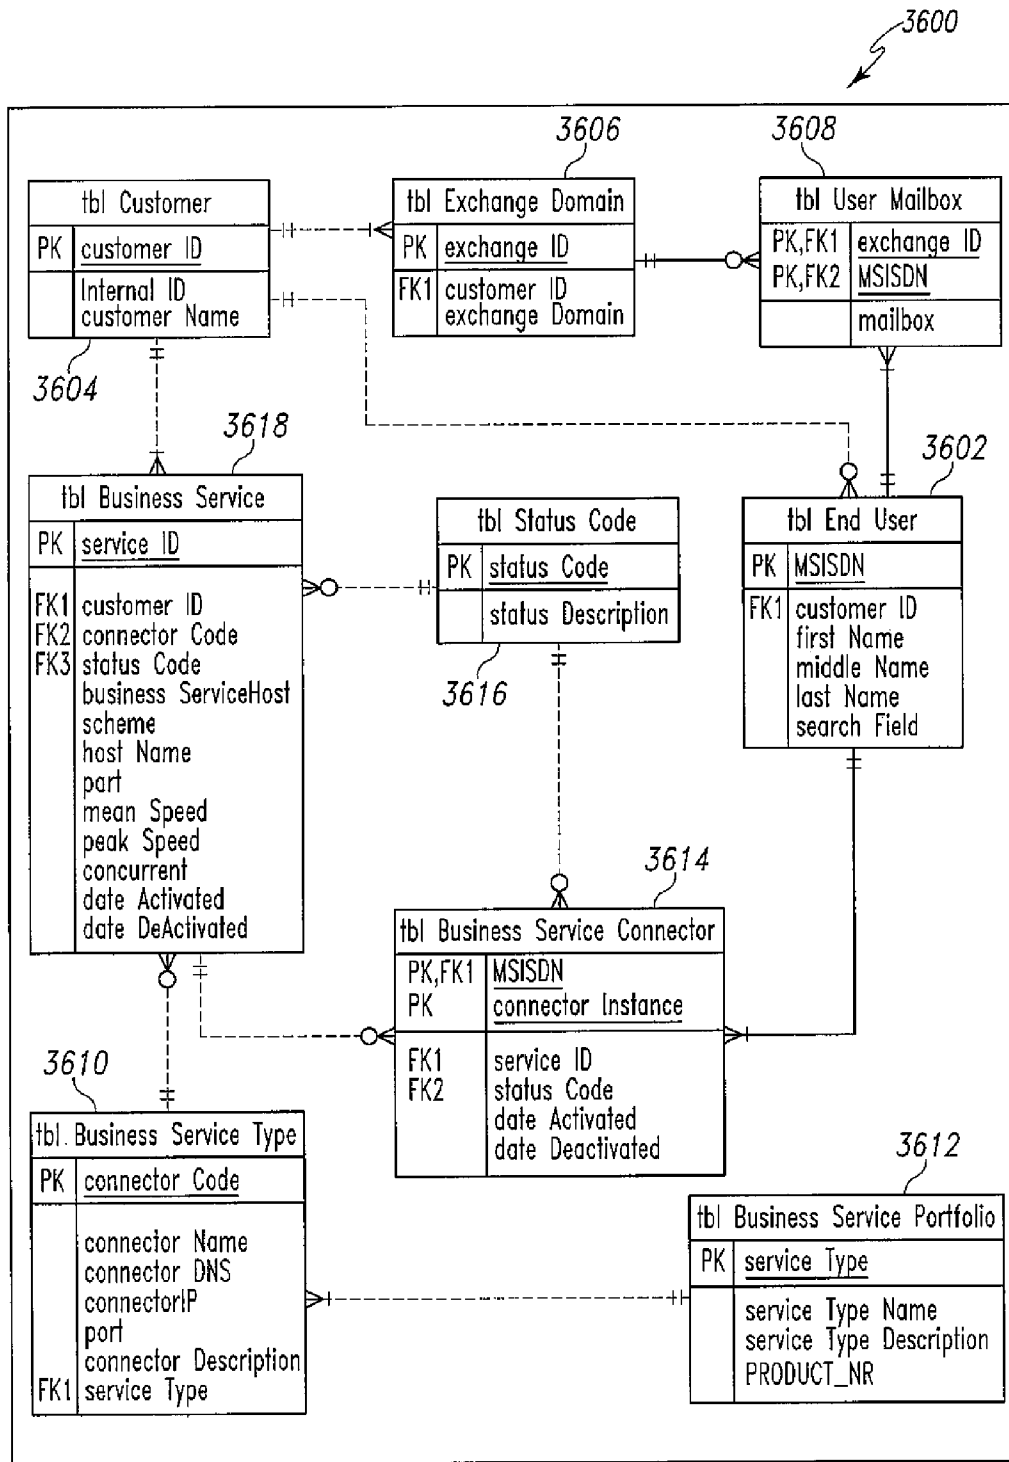 3600
3606
3608
tbl Customer
PK customer ID
Internal ID
customer Name
3604
tbl Exchange Domain
PK exchange ID
FK1 customer ID
exchange Domain
tbl User Mailbox
PK,FK1 exchange ID
PK,FK2 MSISDN
mailbox
3618
tbl Business Service
PK service ID
FK1 customer ID
FK2 connector Code
FK3 status Code
business ServiceHost
scheme
host Name
part
mean Speed
peak Speed
concurrent
date Activated
date DeActivated
tbl Status Code
PK status Code
status Description
3616
3602
tbl End User
PK MSISDN
FK1 customer ID
first Name
middle Name
last Name
search Field
3614
tbl Business Service Connector
PK,FK1 MSISDN
PK connector Instance
FK1 service ID
FK2 status Code
date Activated
date Deactivated
3610
tbl. Business Service Type
PK connector Code
connector Name
connector DNS
connectorIP
port
connector Description
FK1 service Type
3612
tbl Business Service Portfolio
PK service Type
service Type Name
service Type Description
PRODUCT_NR